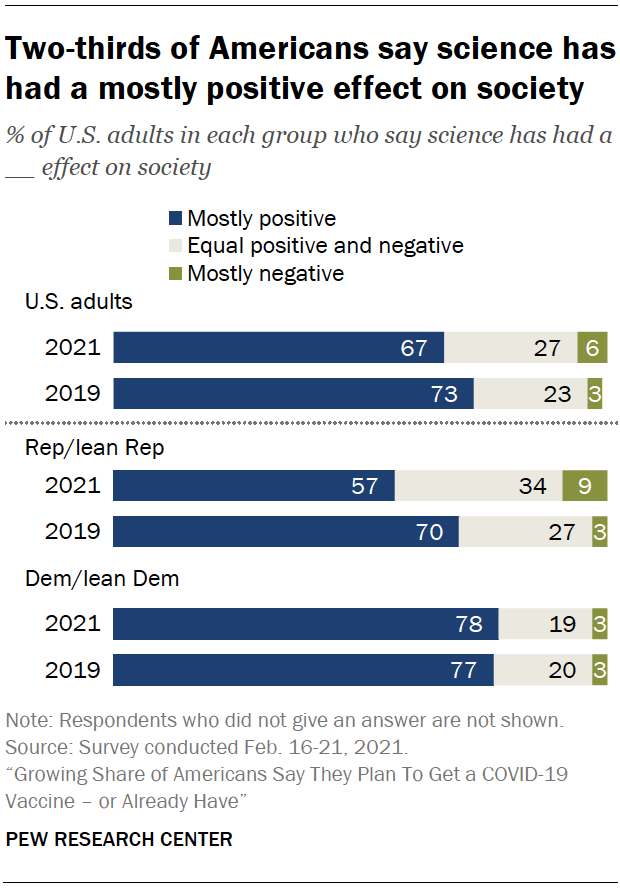 Two-thirds of Americans say science has
had a mostly positive effect on society
% of U.S. adults in each group who say science has had a
__ effect on society
Mostly positive
Equal positive and negative
Mostly negative
U.S. adults
2021 67 27 6
2019 73 23 3
Rep/lean Rep
2021 57 34 9
2019 70 27 3
Dem/lean Dem
2021 78 19 3
2019 77 20 3
Note: Respondents who did not give an answer are not shown.
Source: Survey conducted Feb. 16-21, 2021.
“Growing Share of Americans Say They Plan To Get a COVID-19
Vaccine – or Already Have”
PEW RESEARCH CENTER